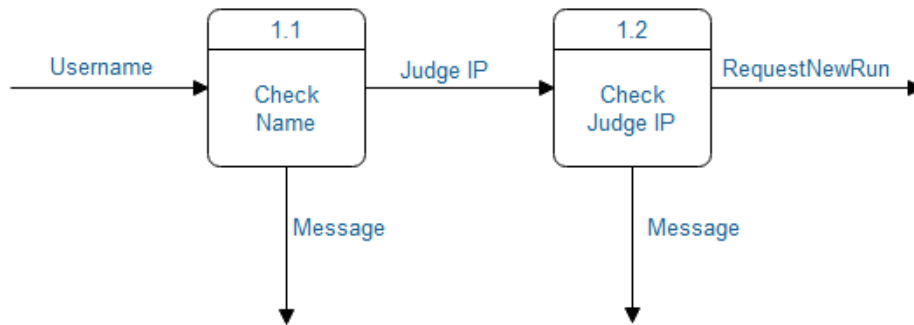 1.1
1.2
Username
Judge IP
RequestNewRun
Check
Name
Check
Judge IP
Message
Message